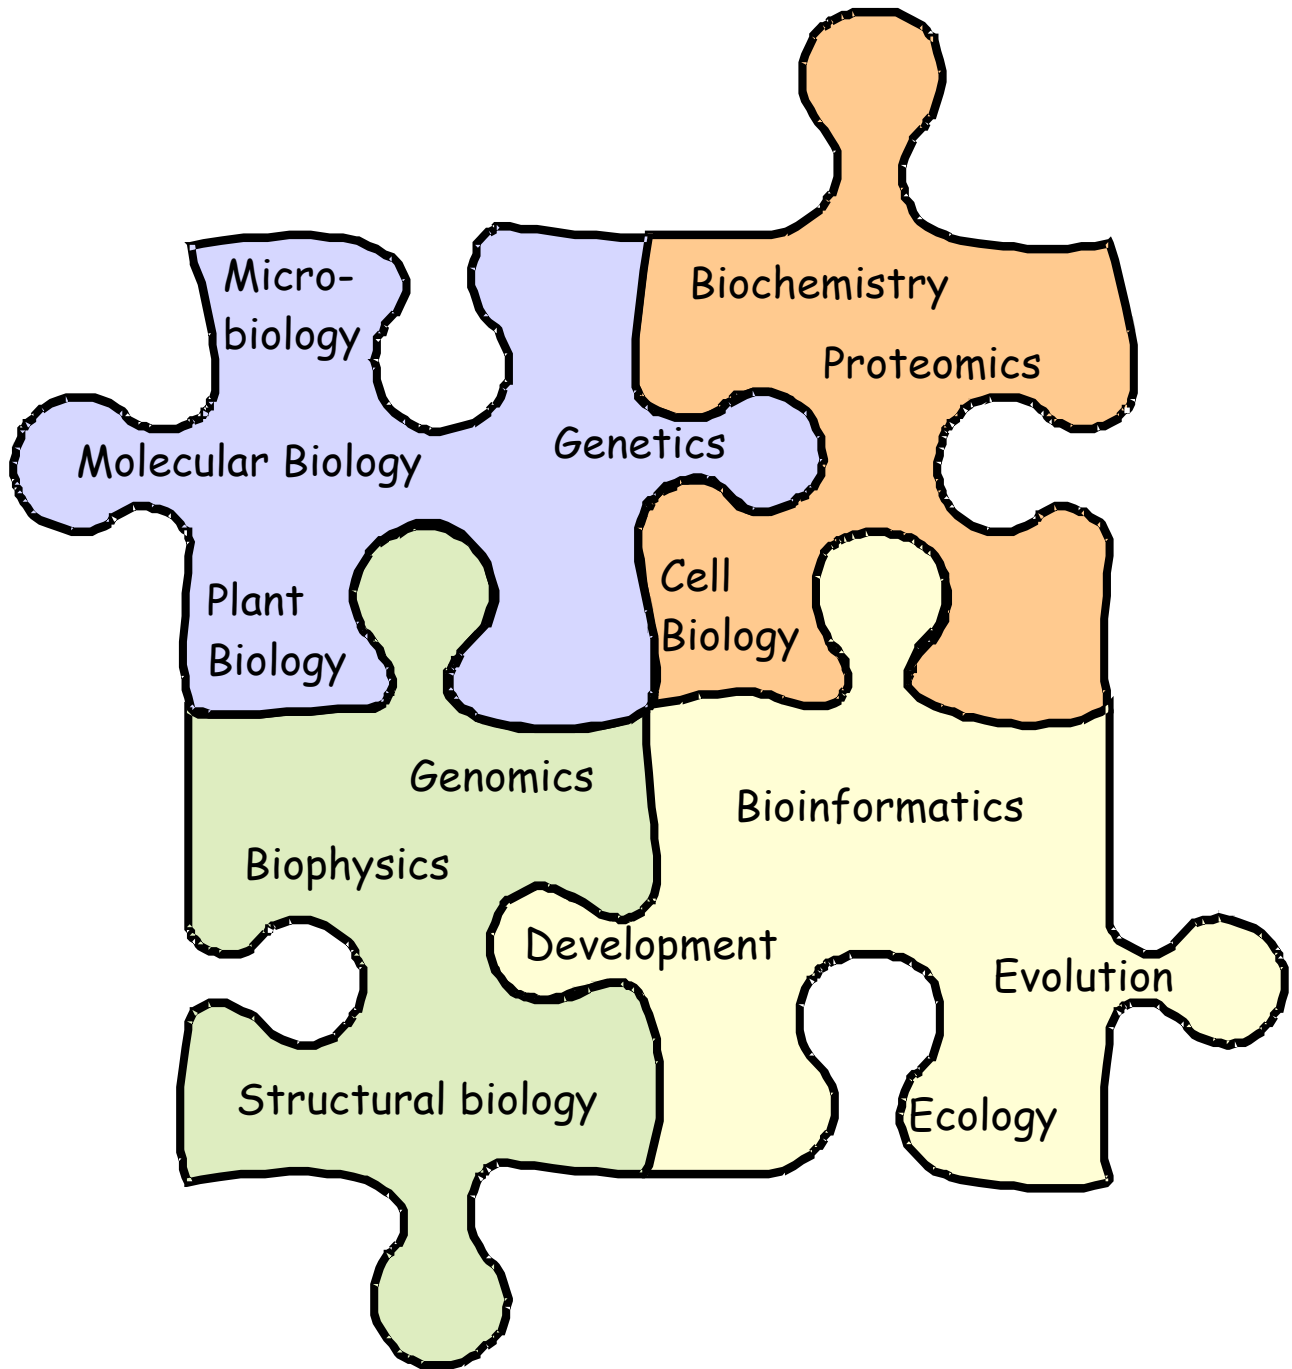 Micro-
biology
Molecular Biology
Genetics
Plant
Biology
Biochemistry
Proteomics
Cell
Biology
Genomics
Biophysics
Structural biology
Bioinformatics
Development
Evolution
Ecology